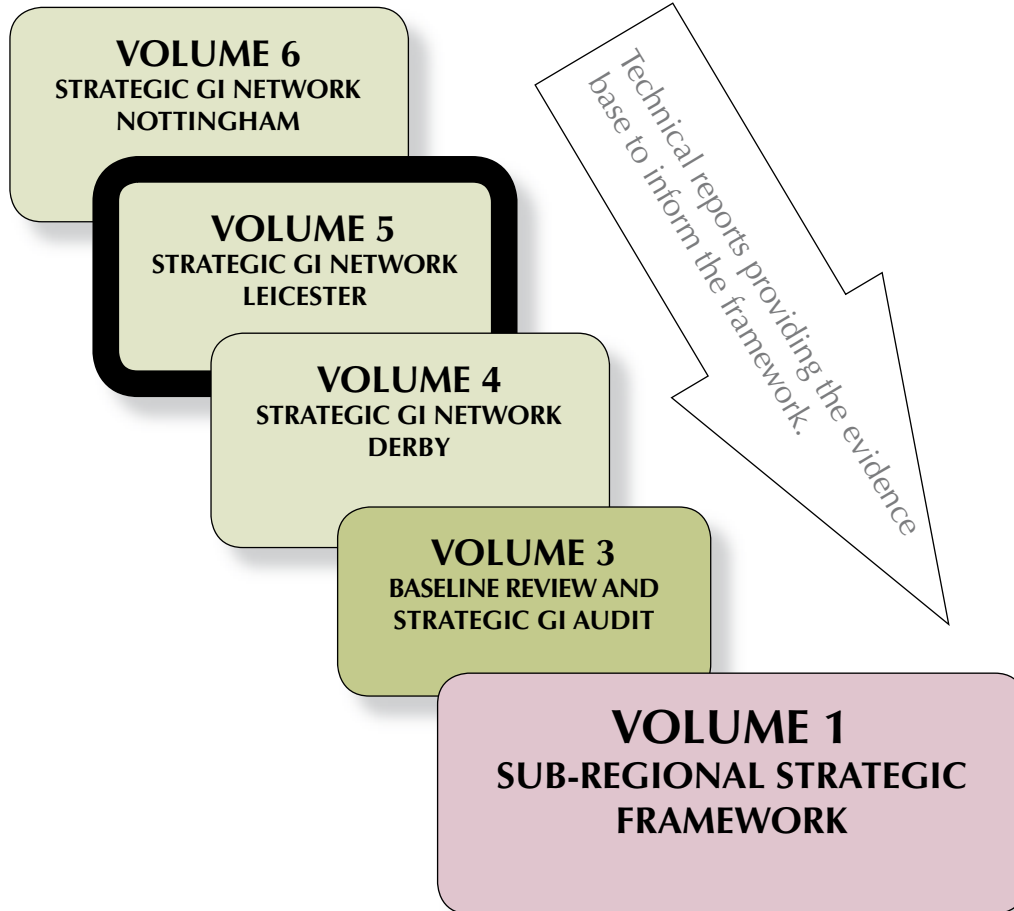 VOLUME 6
STRATEGIC GI NETWORK
NOTTINGHAM
VOLUME 5
STRATEGIC GI NETWORK
LEICESTER
VOLUME 4
STRATEGIC GI NETWORK
DERBY
VOLUME 3
BASELINE REVIEW AND
STRATEGIC GI AUDIT
VOLUME 1
SUB-REGIONAL STRATEGIC
FRAMEWORK
Technical reports providing the evidence
base to inform the framework.